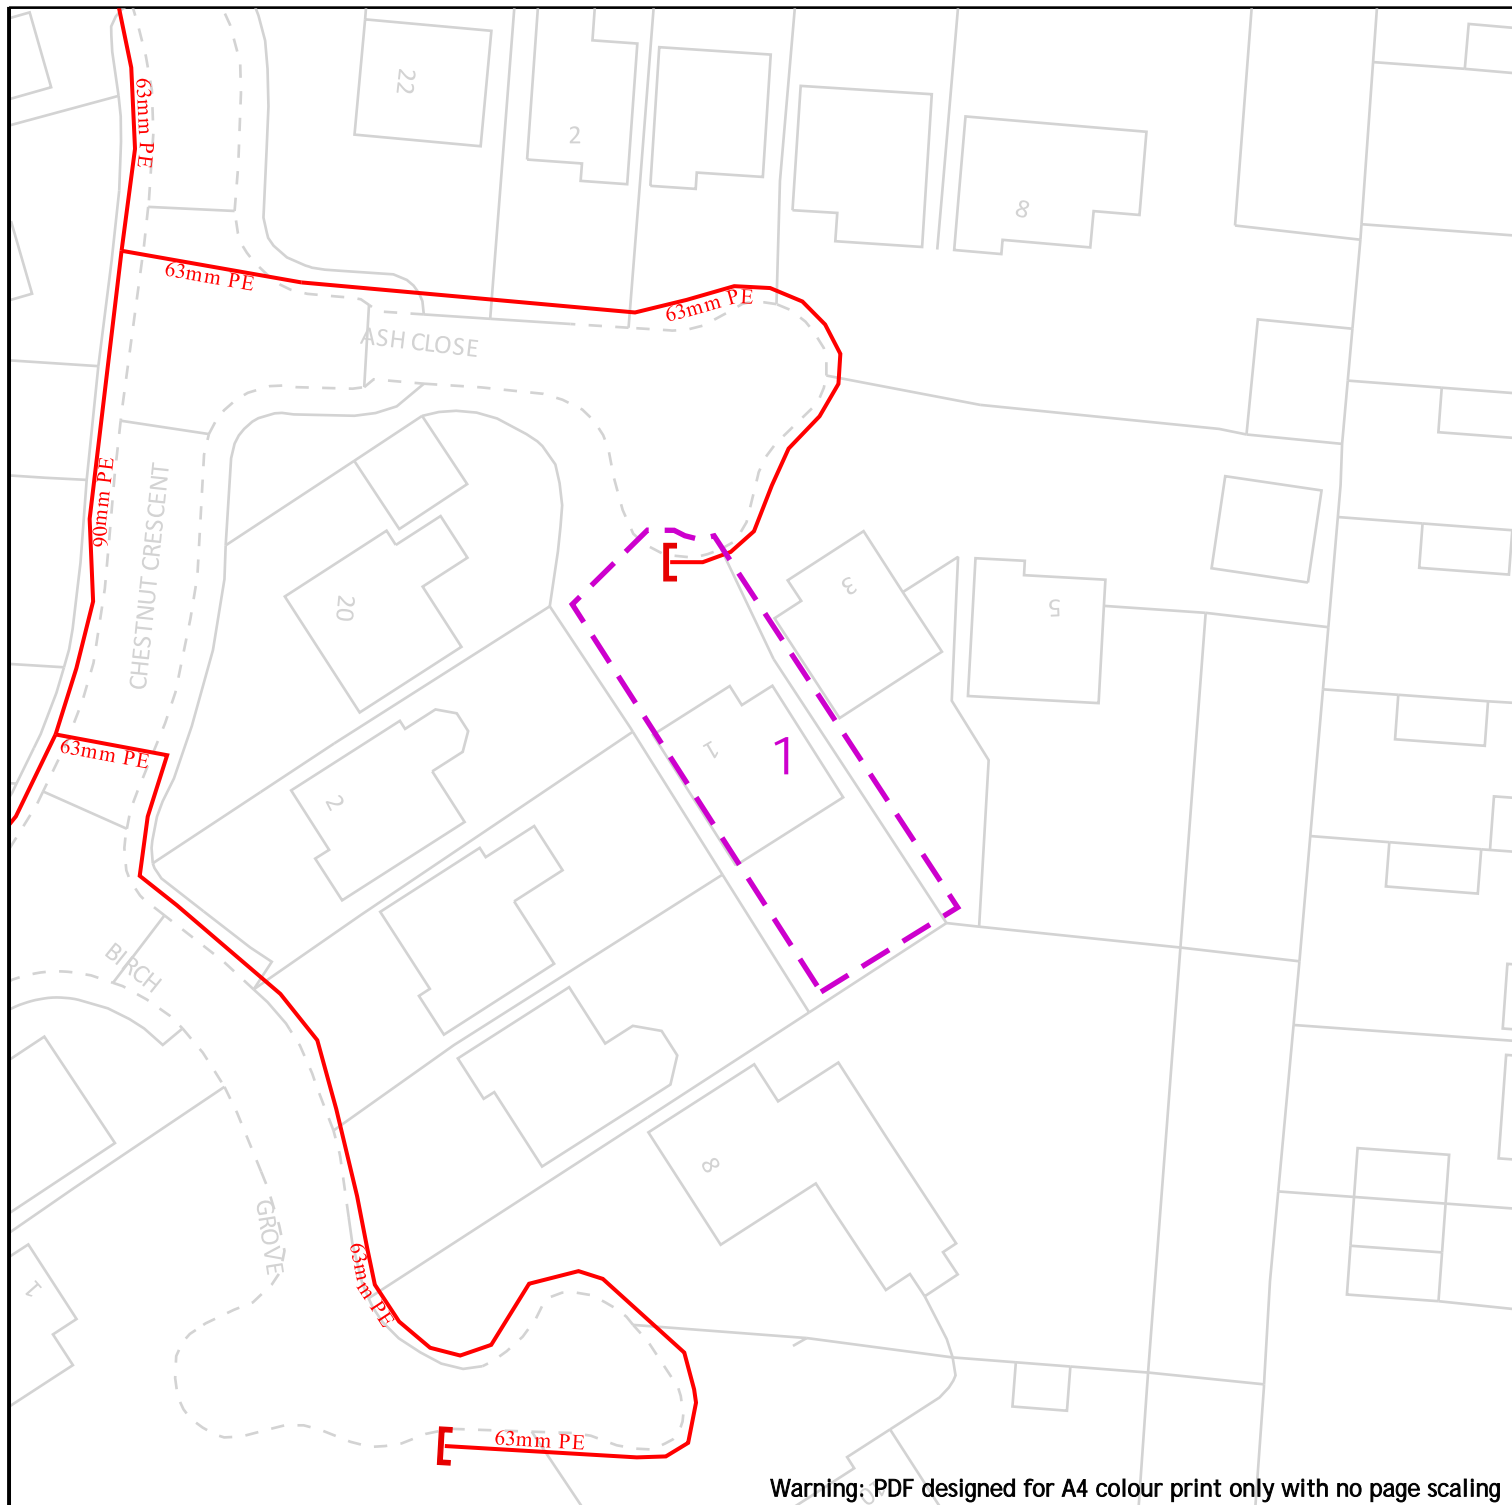 22
2
63mm PE
8
63mm PE
63mm PE
ASH CLOSE
90mm PE
CHESTNUT CRESCENT
20
3
5
63mm PE
1
1
2
BIRCH
8
GROVE
63mm PE
1
63mm PE
Warning: PDF designed for A4 colour print only with no page scaling